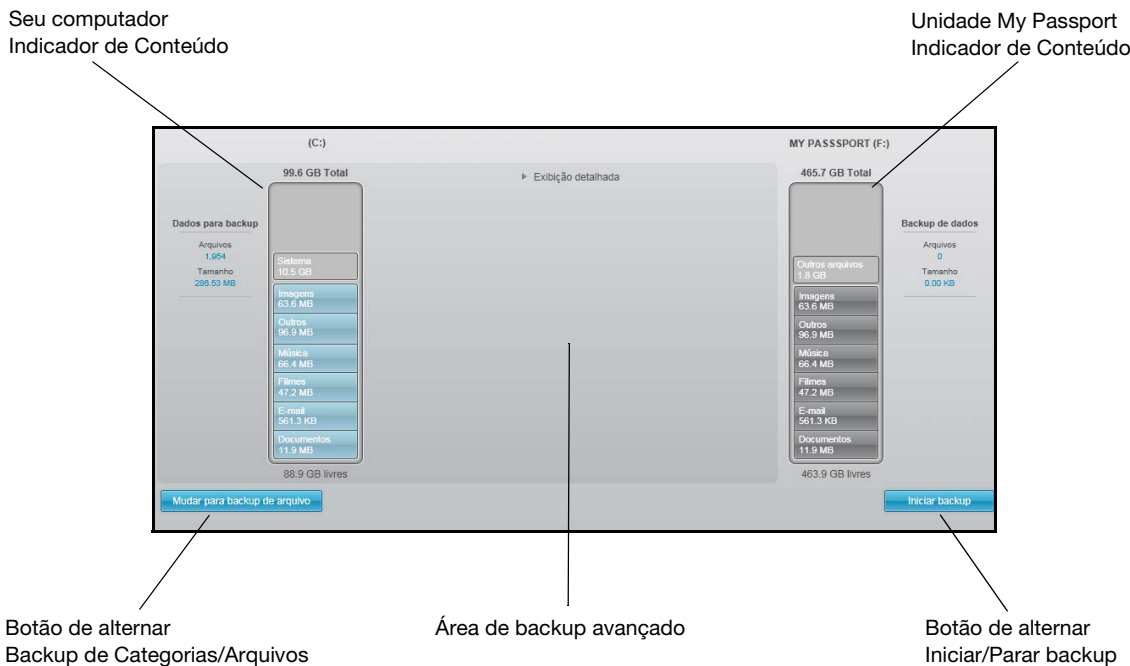 Seu computador
Indicador de Conteúdo
Unidade My Passport
Indicador de Conteúdo
(C:)
MY PASSSPORT (F:)
99.6 GB Total
Exibição detalhada
465.7 GB Total
Dados para backup
Arquivos
1,954
Tamanho
286.53 MB
Sistema
10.5 GB
Imagens
63.6 MB
Outros
96.9 MB
Música
66.4 MB
Filmes
47.2 MB
E-mail
561.3 KB
Documentos
11.9 MB
88.9 GB livres
Outros arquivos
1.8 GB
Imagens
63.6 MB
Outros
96.9 MB
Música
66.4 MB
Filmes
47.2 MB
E-mail
561.3 KB
Documentos
11.9 MB
463.9 GB livres
Backup de dados
Arquivos
0
Tamanho
0.00 KB
Mudar para backup de arquivo
Iniciar backup
Botão de alternar
Backup de Categorias/Arquivos
Área de backup avançado
Botão de alternar
Iniciar/Parar backup